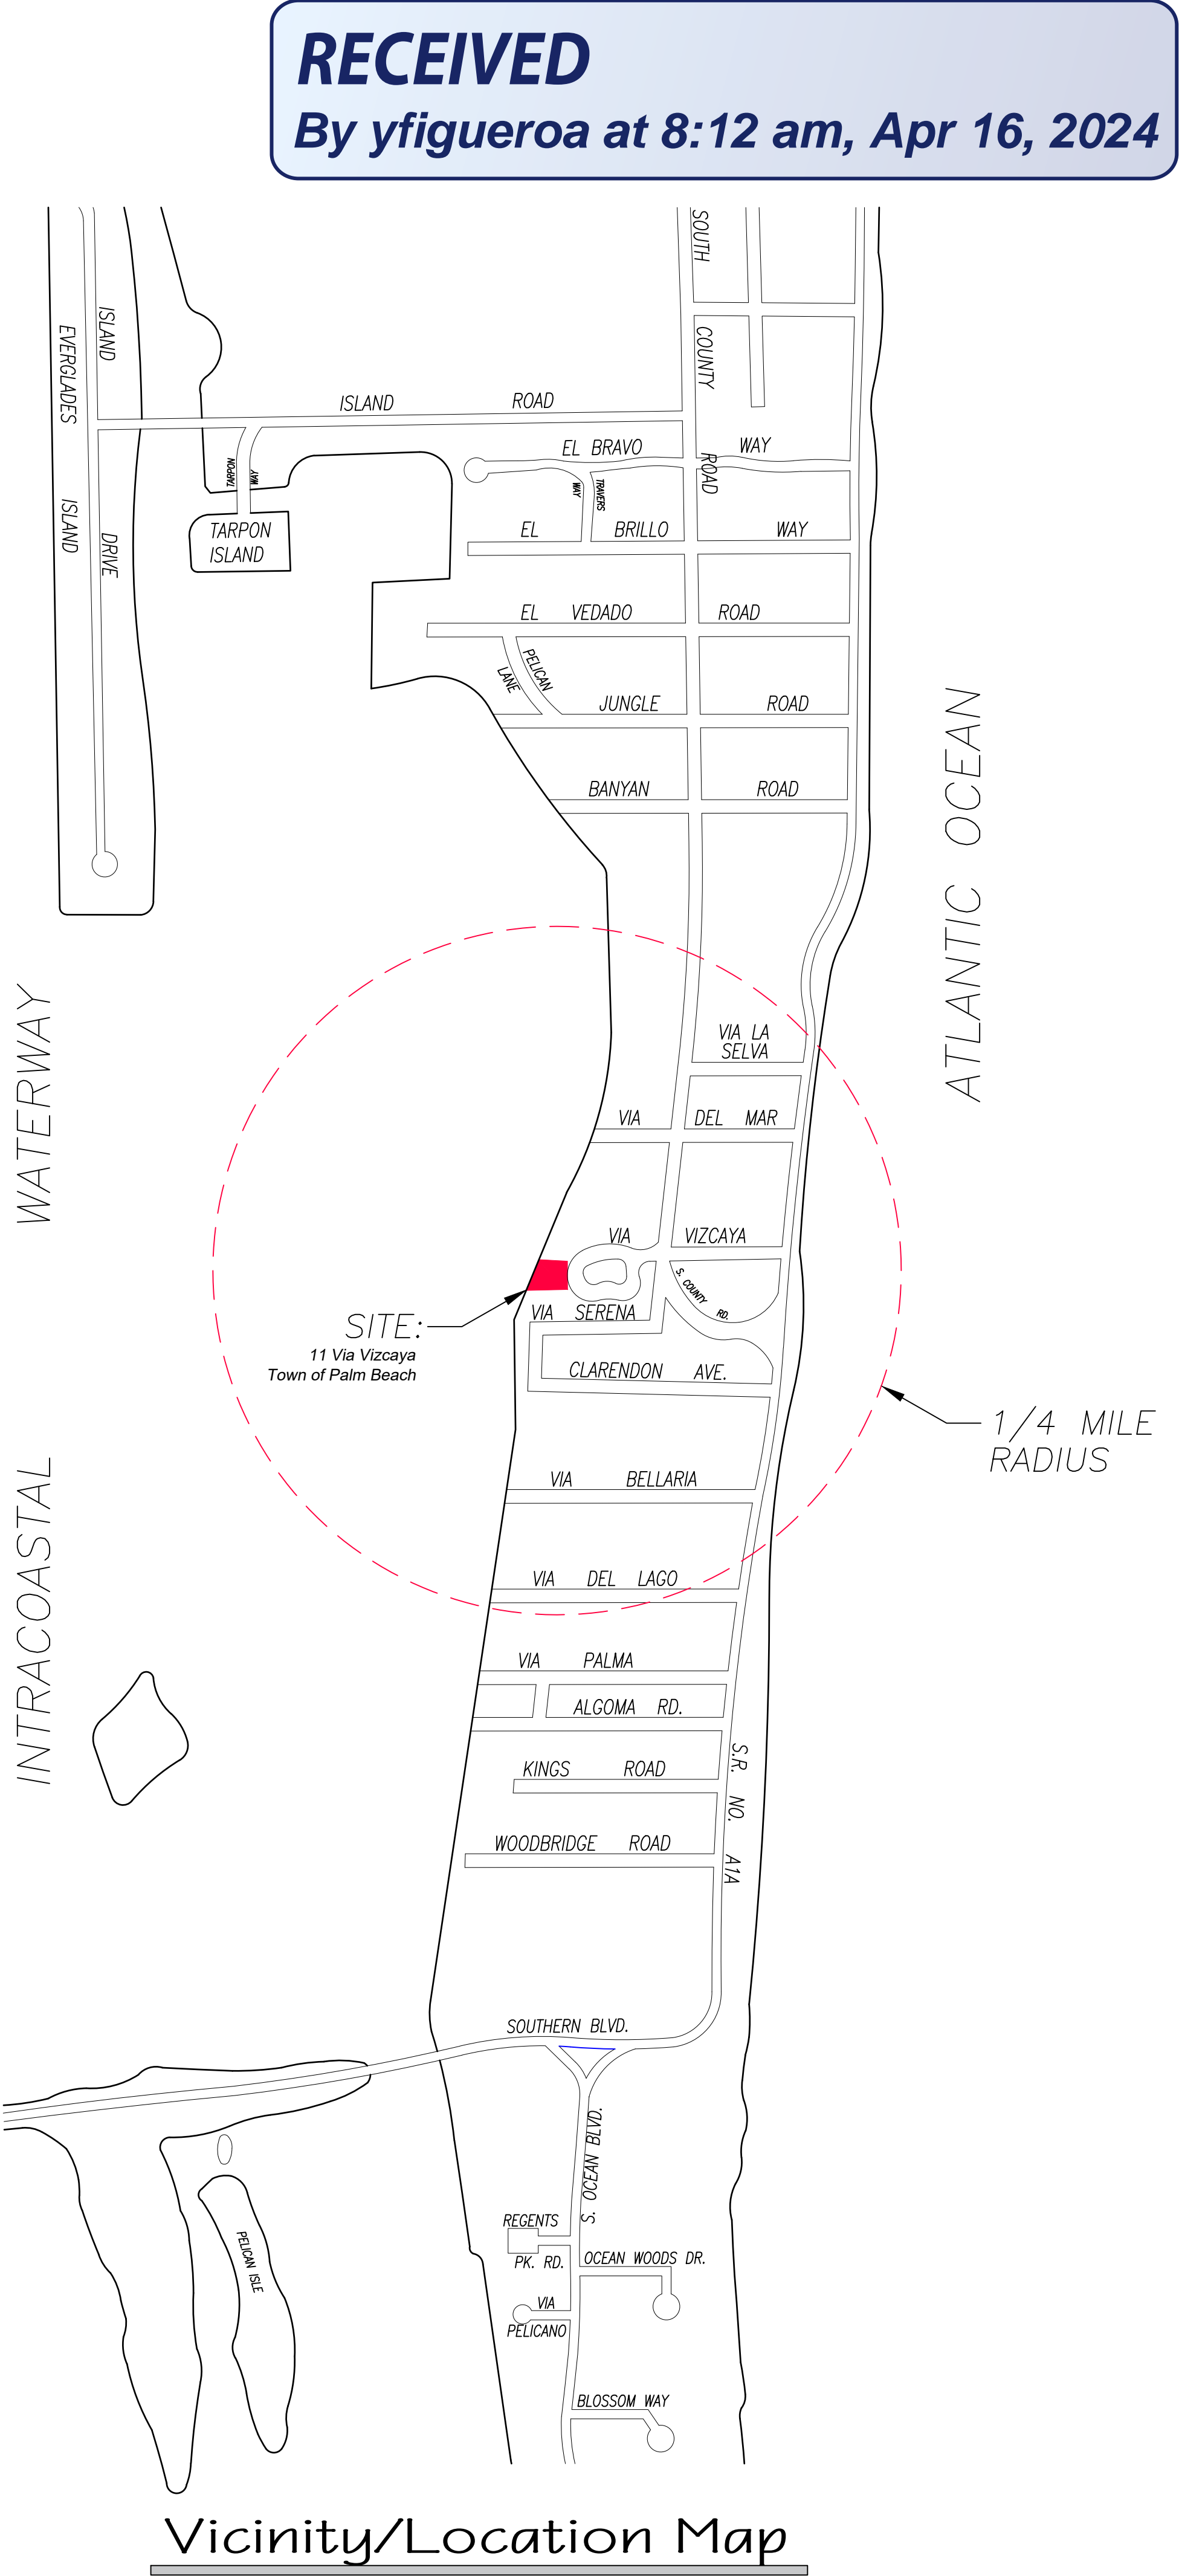 RECEIVED
By yfigueroa at 8:12 am, Apr 16, 2024
SOUTH
COUNTY
ROAD
ISLAND
DRIVE
EVERGLADES
ISLAND
ISLAND ROAD
EL BRAVO WAY
TARPON
WAY
TRAVERS
WAY
TARPON
ISLAND
EL BRILLO WAY
EL VEDADO ROAD
PELICAN
LANE
JUNGLE ROAD
BANYAN ROAD
ATLANTIC OCEAN
INTRACOASTAL WATERWAY
VIA LA
SELVA
VIA DEL MAR
VIA VIZCAYA
S. COUNTY RD.
VIA SERENA
SITE:
11 Via Vizcaya
Town of Palm Beach
CLARENDON AVE.
1/4 MILE
RADIUS
VIA BELLARIA
VIA DEL LAGO
VIA PALMA
ALGOMA RD.
S.R. NO. A1A
KINGS ROAD
WOODBRIDGE ROAD
SOUTHERN BLVD.
S. OCEAN BLVD.
PELICAN ISLE
REGENTS
PK. RD.
OCEAN WOODS DR.
VIA
PELICANO
BLOSSOM WAY
Vicinity/Location Map